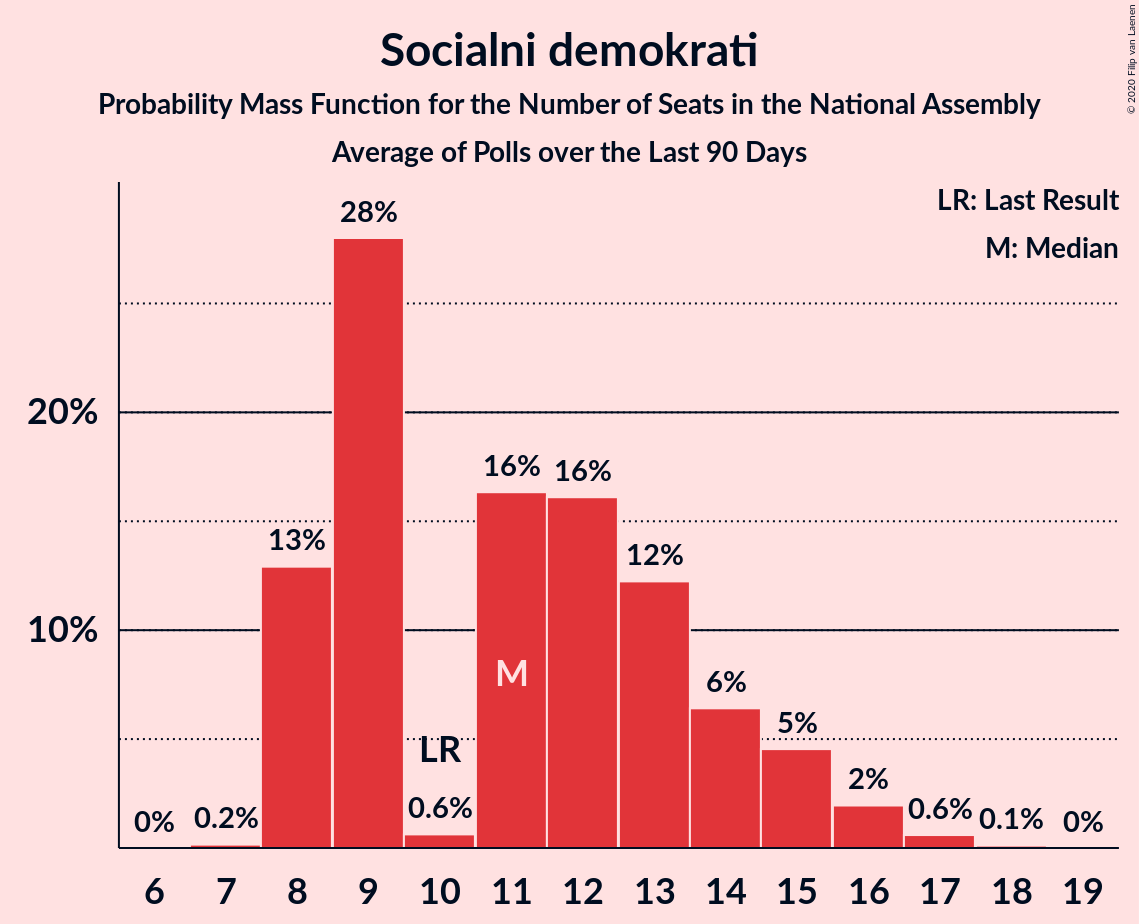 Socialni demokrati
Probability Mass Function for the Number of Seats in the National Assembly
Average of Polls over the Last 90 Days
© 2020 Filip van Laenen
LR: Last Result
M: Median
28%
20%
16% 16%
13%
12%
10%
M
6%
5%
LR
2%
0% 0.2% 0.6% 0.6% 0.1% 0%
6 7 8 9 10 11 12 13 14 15 16 17 18 19